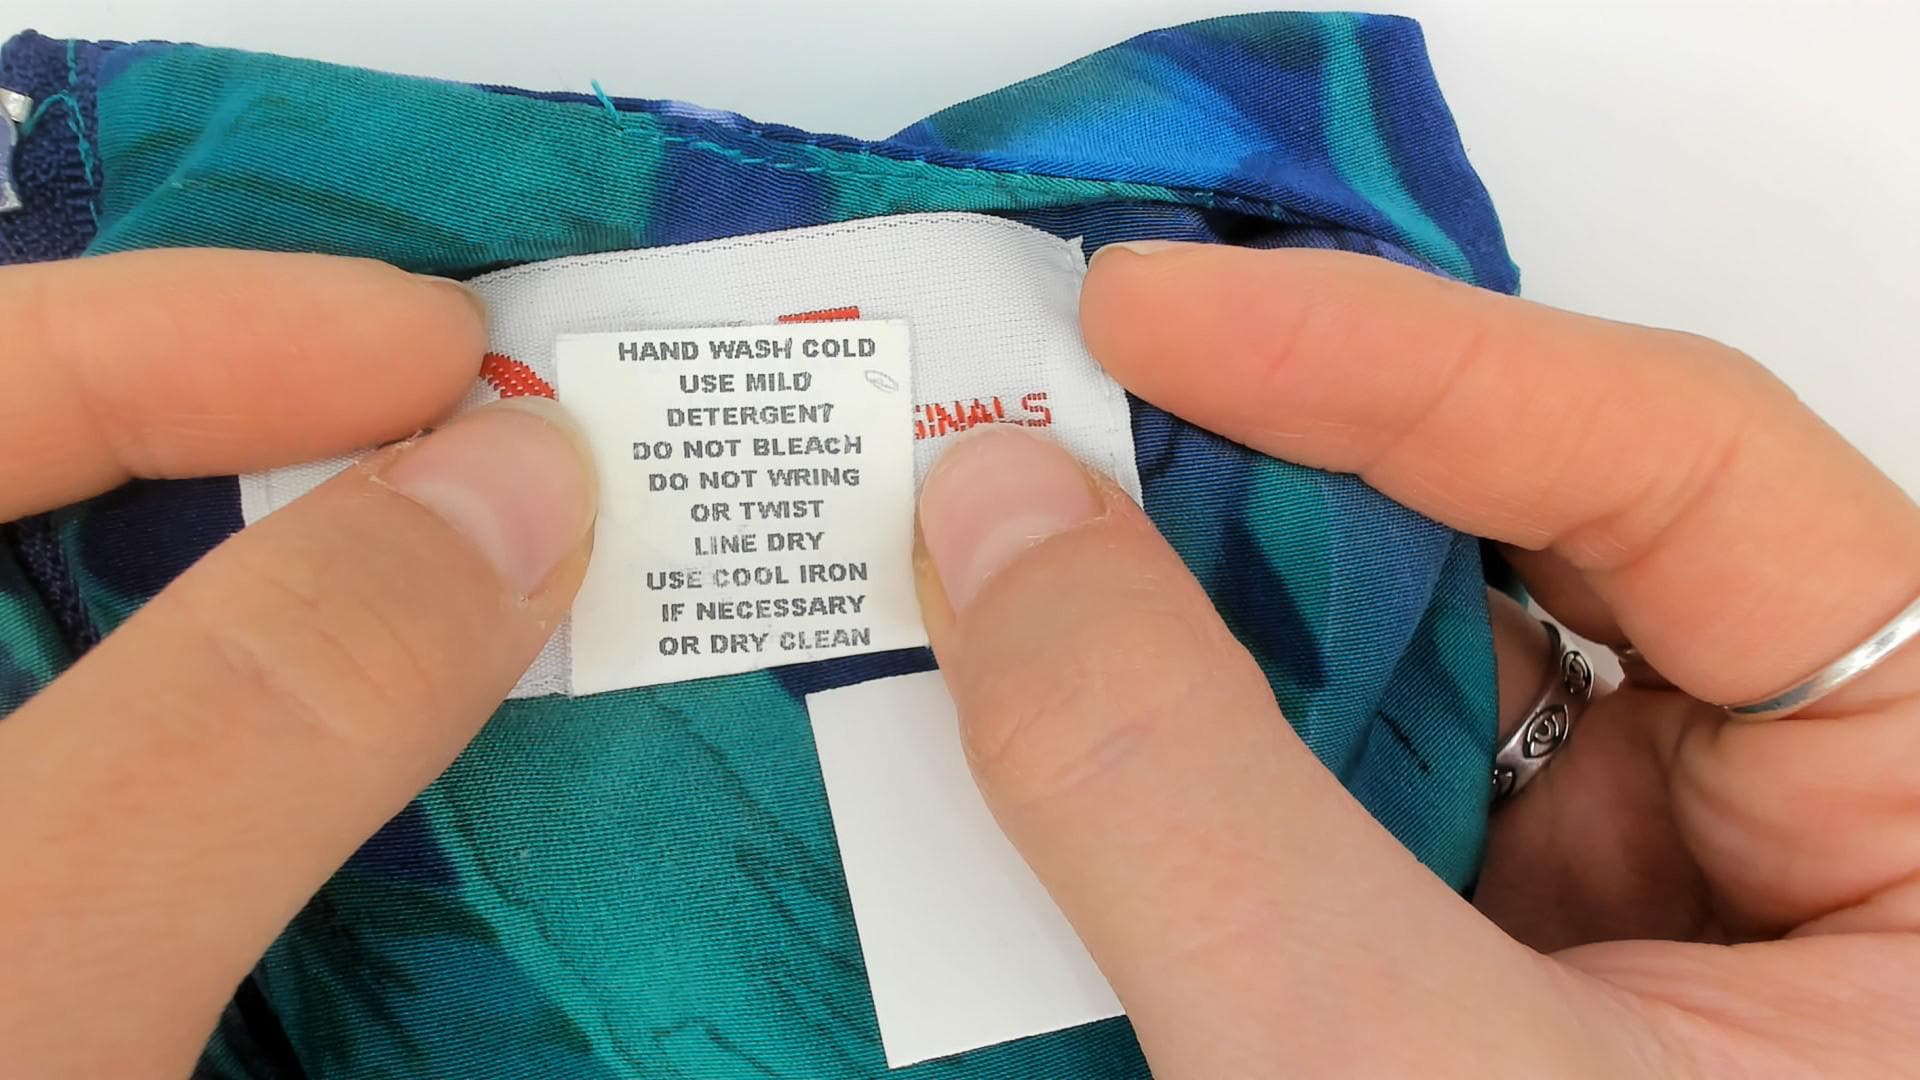 HAND WASH COLD
USE MILD
DETERGENT
DO NOT BLEACH
DO NOT WRING
OR TWIST
LINE DRY
USE COOL IRON
IF NECESSARY
OR DRY CLEAN
GINALS